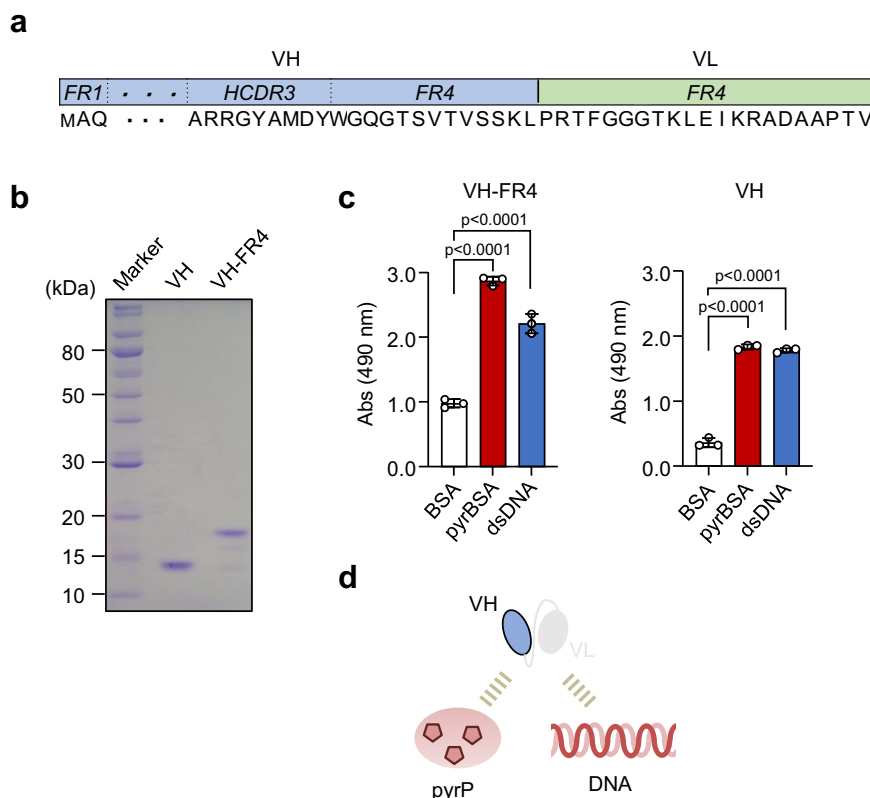 a
VH VL
FR1 . . . HCDR3 FR4 FR4
MAQ ... ARRGYAMDYWGQGTSVTVSSKLPRTFGGGTKLEIKRADAAPTV
b
(kDa) Marker VH VH-FR4
80
50
30
20
15
10
c
VH-FR4
p<0.0001
p<0.0001
Abs (490 nm)
3.0
2.0
1.0
0.0
BSA pyrBSA dsDNA
VH
p<0.0001
p<0.0001
Abs (490 nm)
3.0
2.0
1.0
0.0
BSA pyrBSA dsDNA
d
VH
VL
pyrP DNA